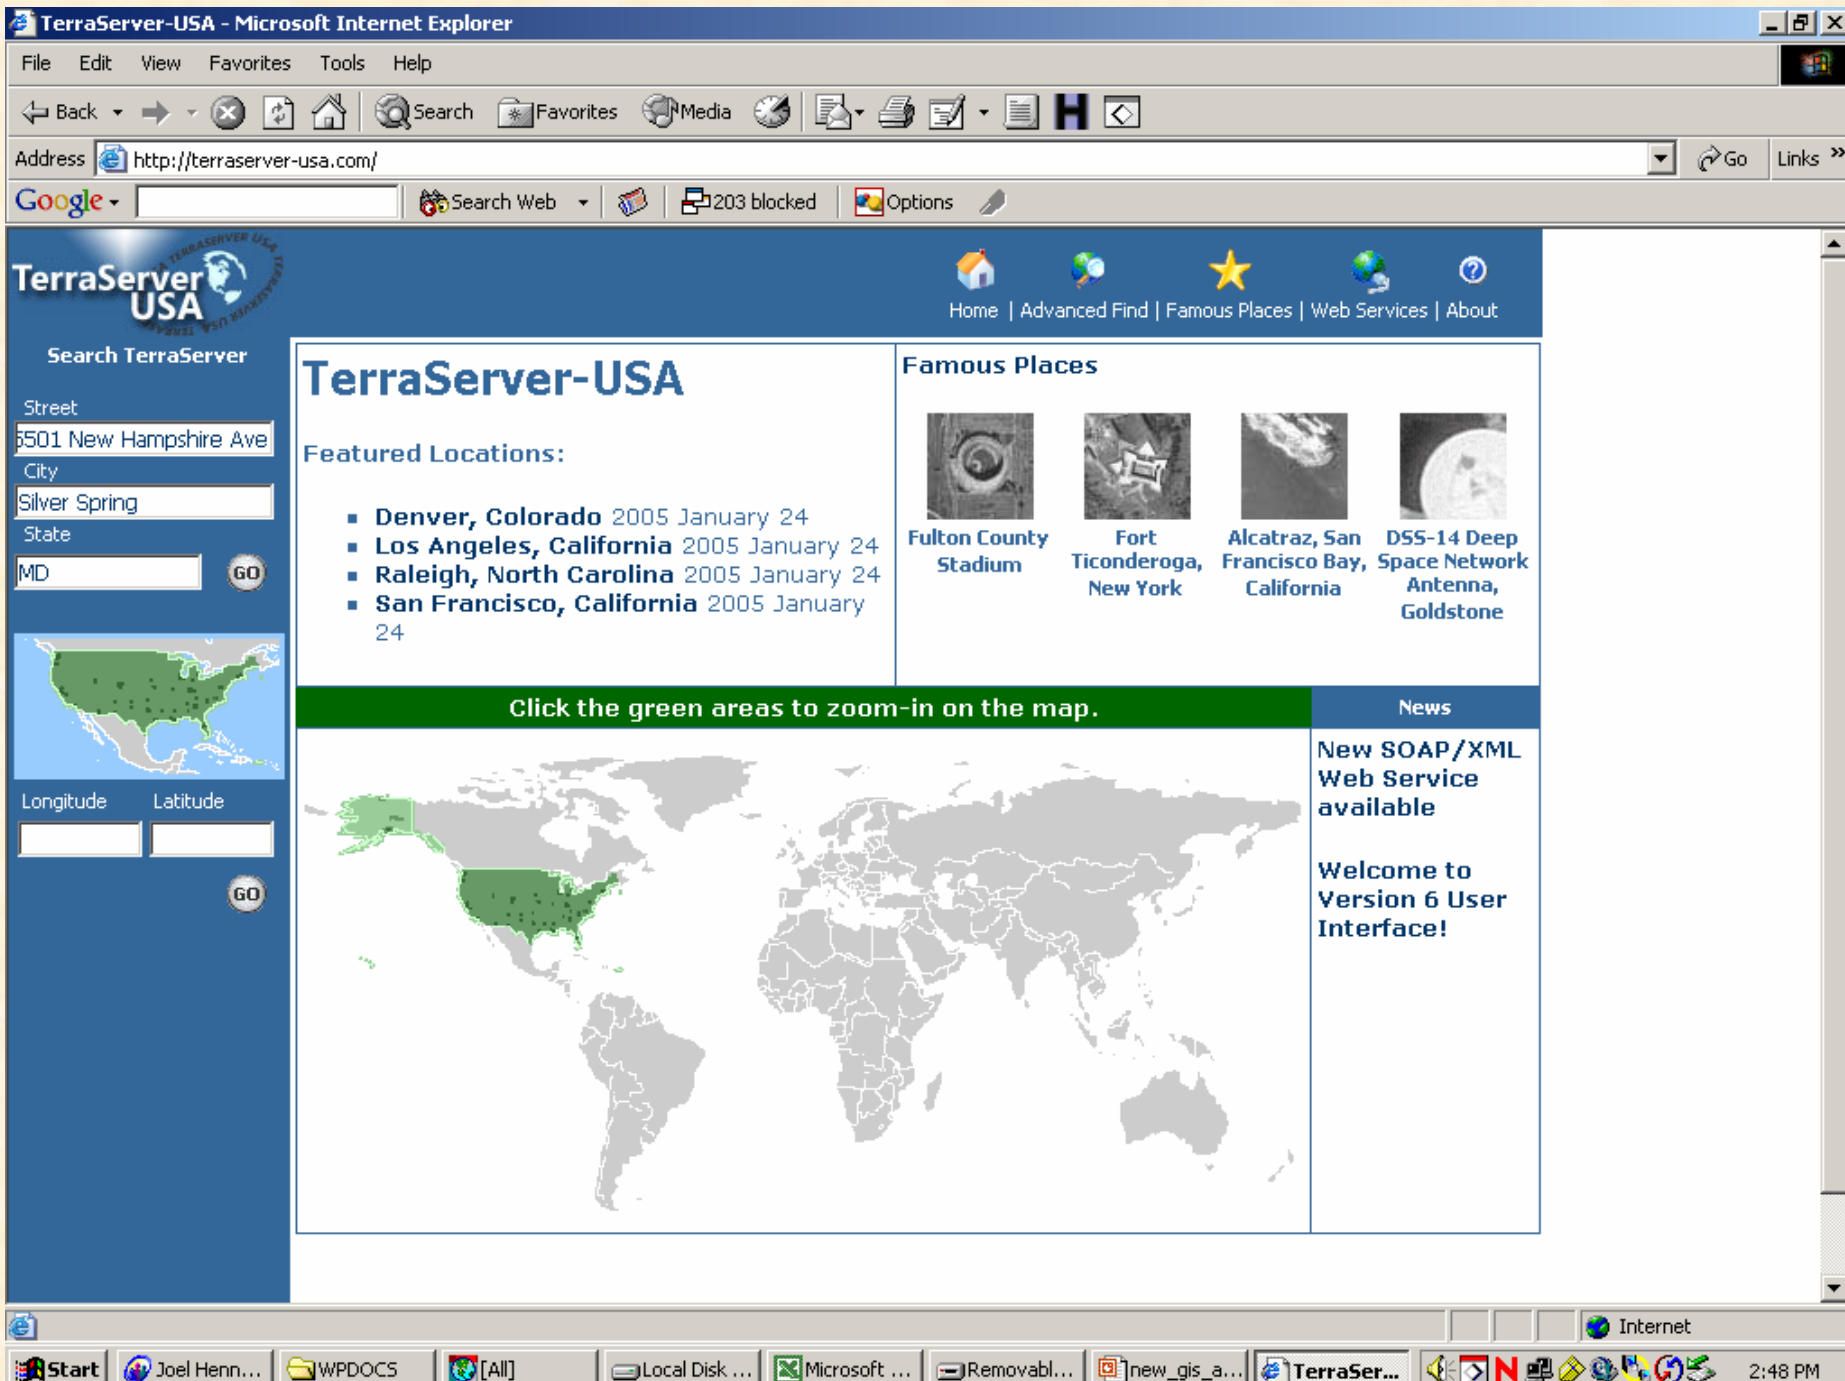 TerraServer-USA - Microsoft Internet Explorer
File Edit View Favorites Tools Help
Back Search Favorites Media
Address http://terraserver-usa.com/ Go Links »
Google Search Web 203 blocked Options
TerraServer USA
Home | Advanced Find | Famous Places | Web Services | About
Search TerraServer
Street
5501 New Hampshire Ave
City
Silver Spring
State
MD GO
Longitude Latitude
GO
TerraServer-USA
Featured Locations:
Denver, Colorado 2005 January 24
Los Angeles, California 2005 January 24
Raleigh, North Carolina 2005 January 24
San Francisco, California 2005 January
24
Famous Places
Fulton County
Stadium
Fort
Ticonderoga,
New York
Alcatraz, San
Francisco Bay,
California
DSS-14 Deep
Space Network
Antenna,
Goldstone
Click the green areas to zoom-in on the map.
News
New SOAP/XML
Web Service
available
Welcome to
Version 6 User
Interface!
Internet
Start Joel Henn... WPDOCS [All] Local Disk ... Microsoft ... Removabl... new_gis_a... TerraSer... 2:48 PM